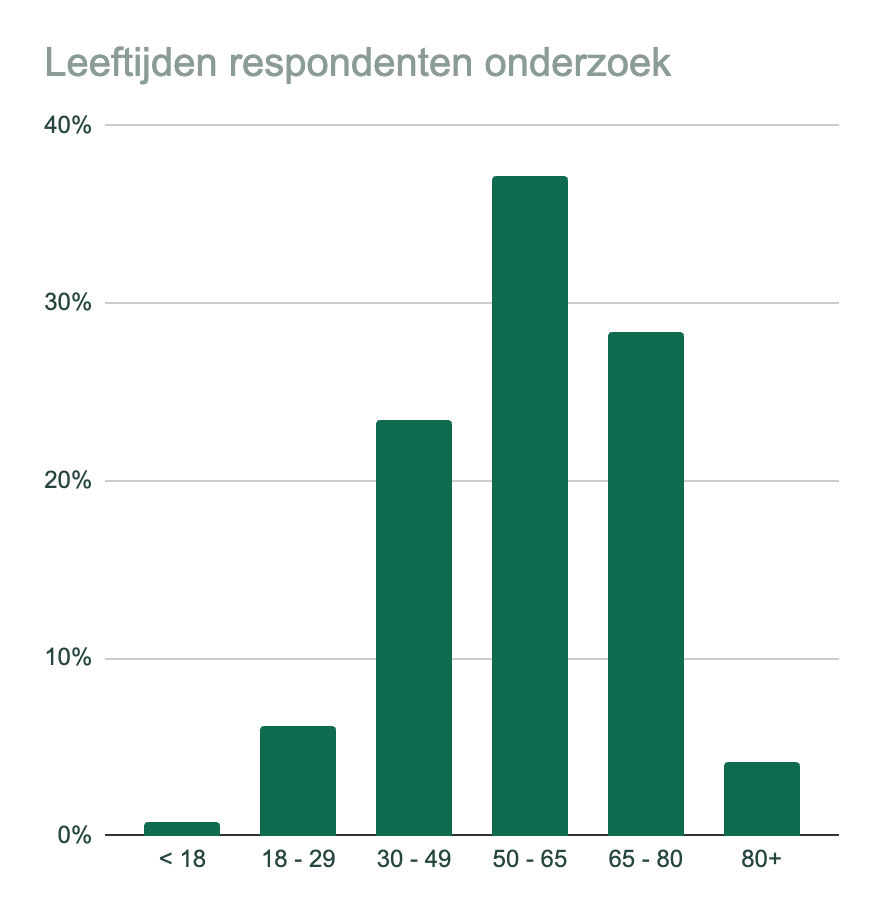 Leeftijden respondenten onderzoek
40%
30%
20%
10%
0%
< 18
18 - 29
30 - 49
50 - 65
65 - 80
80+